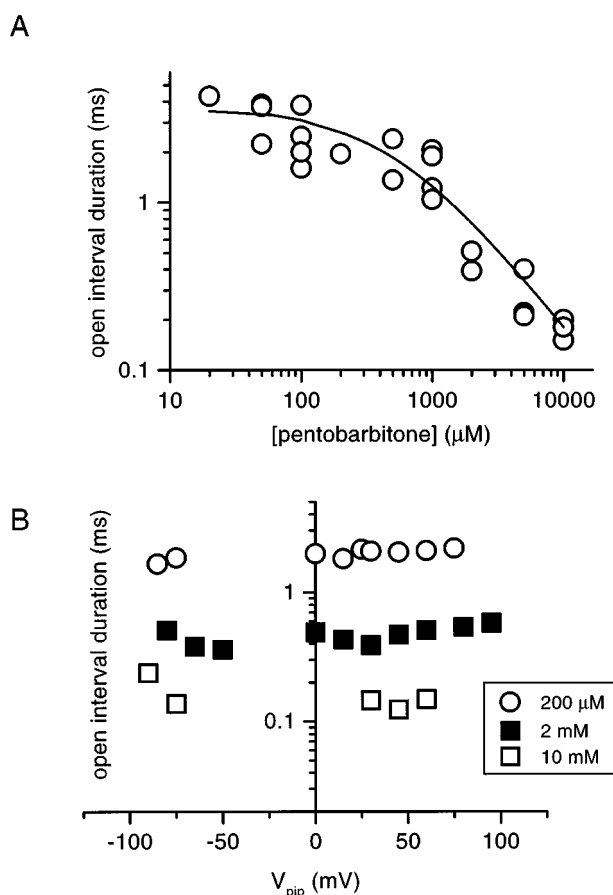 A
open interval duration (ms)
1
0.1
10
100
1000
10000
[pentobarbitone] (µM)
B
open interval duration (ms)
1
0.1
200 µM
2 mM
10 mM
-100
-50
0
50
100
V_pip (mV)